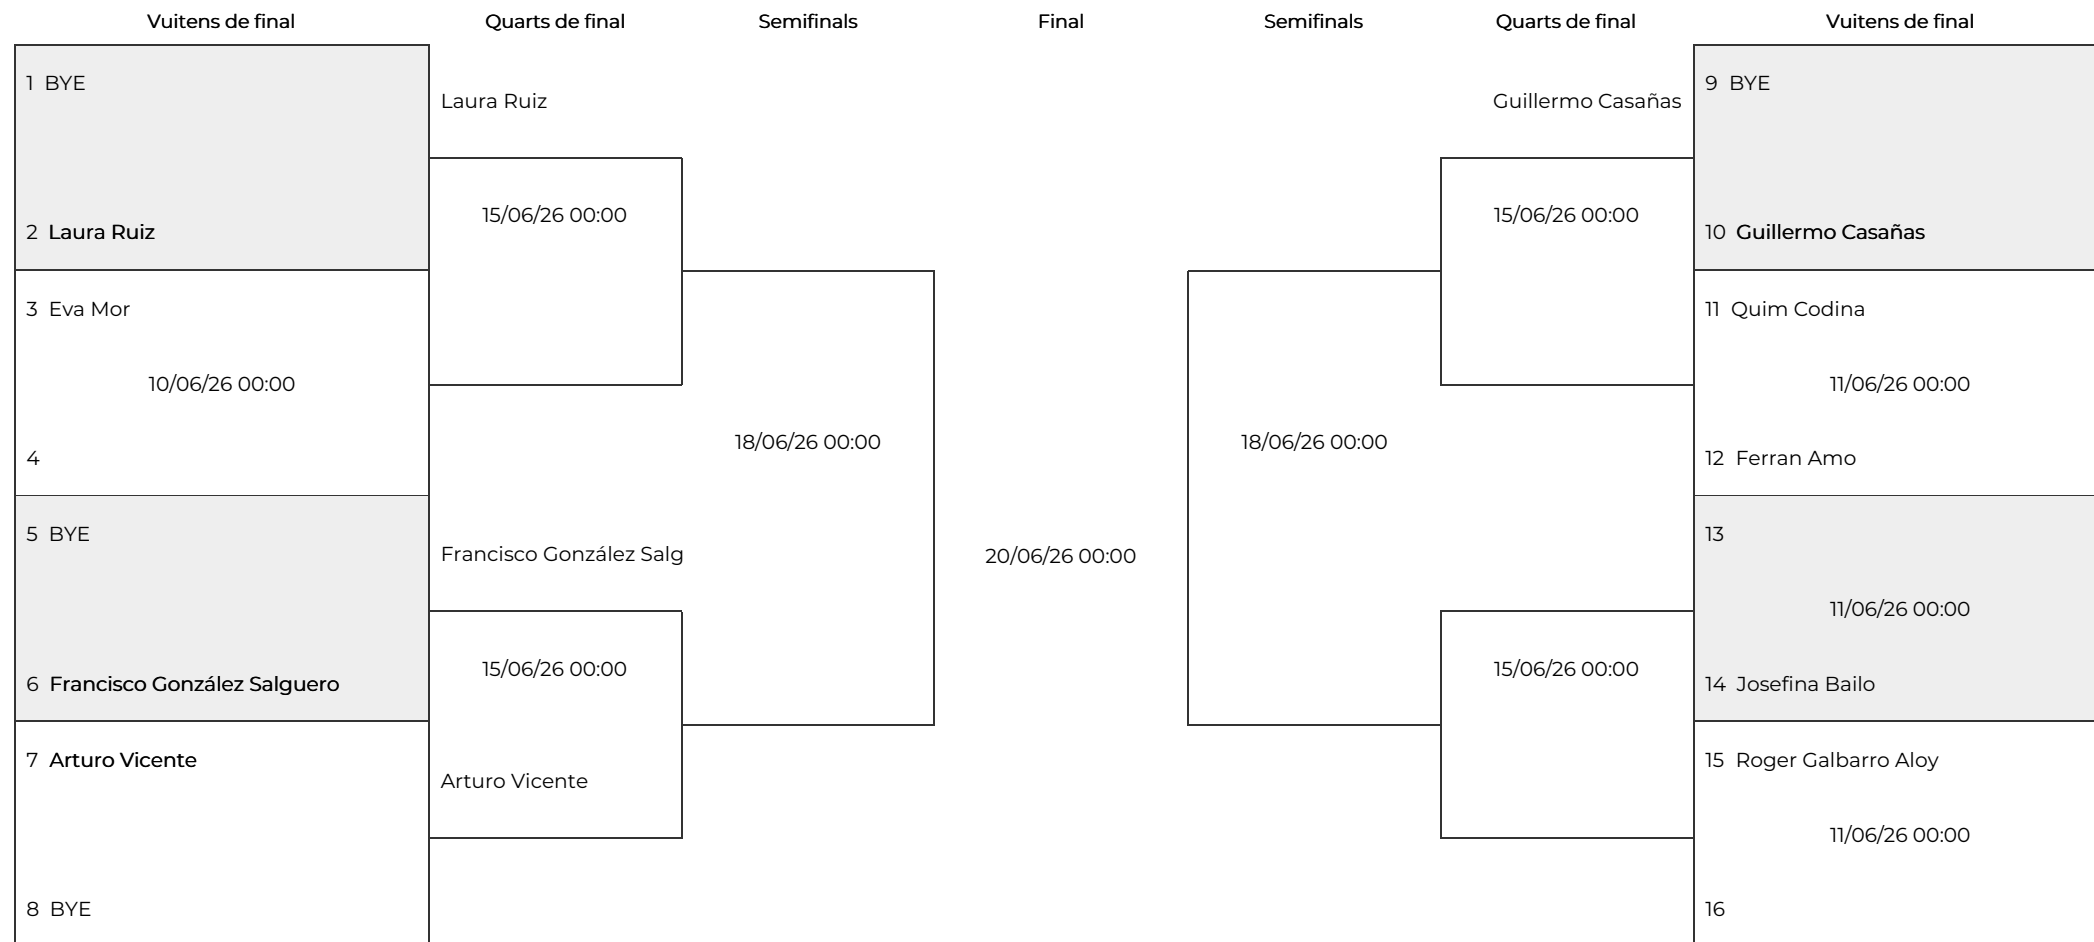 Vuitens de final
Quarts de final
Semifinals
Final
Semifinals
Quarts de final
Vuitens de final
1 BYE
2 Laura Ruiz
3 Eva Mor
10/06/26 00:00
4
5 BYE
6 Francisco González Salguero
7 Arturo Vicente
8 BYE
Laura Ruiz
15/06/26 00:00
Francisco González Salg
15/06/26 00:00
Arturo Vicente
18/06/26 00:00
20/06/26 00:00
18/06/26 00:00
Guillermo Casañas
15/06/26 00:00
15/06/26 00:00
9 BYE
10 Guillermo Casañas
11 Quim Codina
11/06/26 00:00
12 Ferran Amo
13
11/06/26 00:00
14 Josefina Bailo
15 Roger Galbarro Aloy
11/06/26 00:00
16